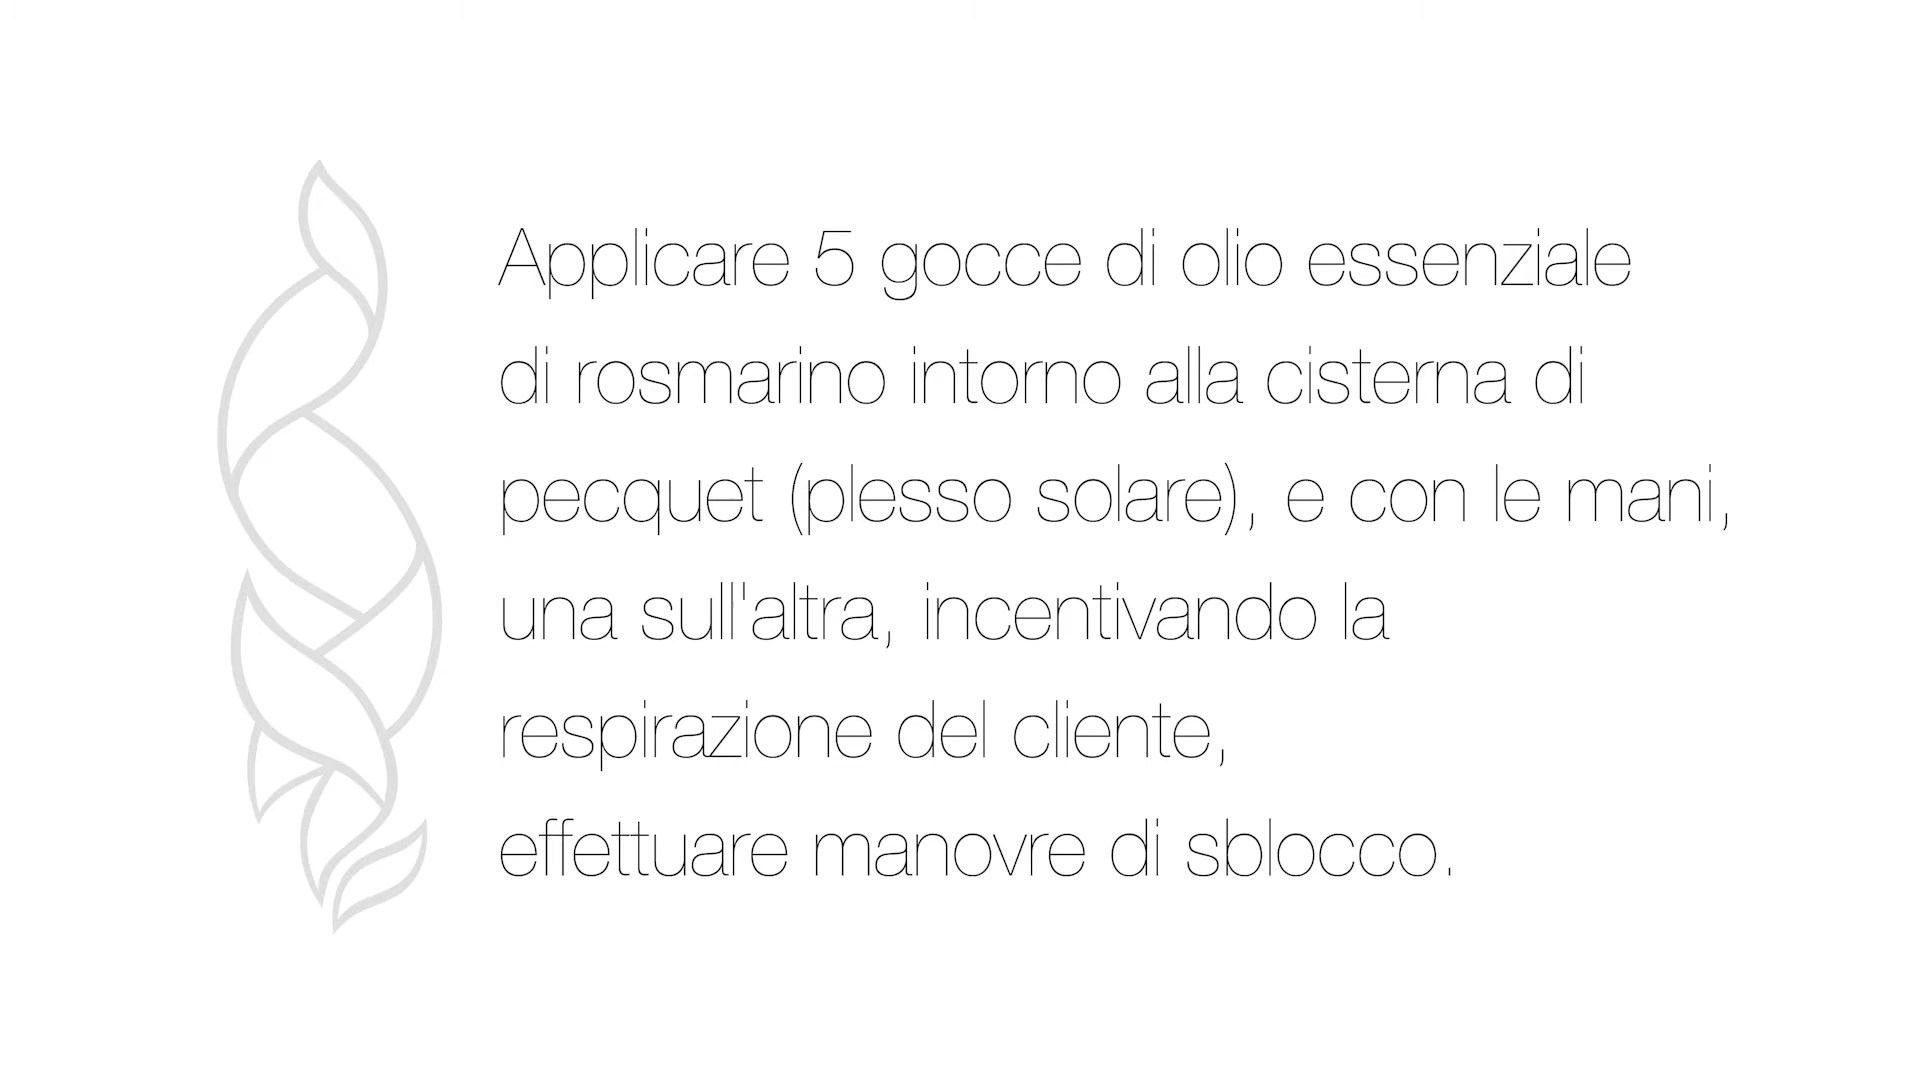 Applicare 5 gocce di olio essenziale
di rosmarino intorno alla cisterna di
pecquet (plesso solare), e con le mani,
una sull'altra, incentivando la
respirazione del cliente,
effettuare manovre di sblocco.